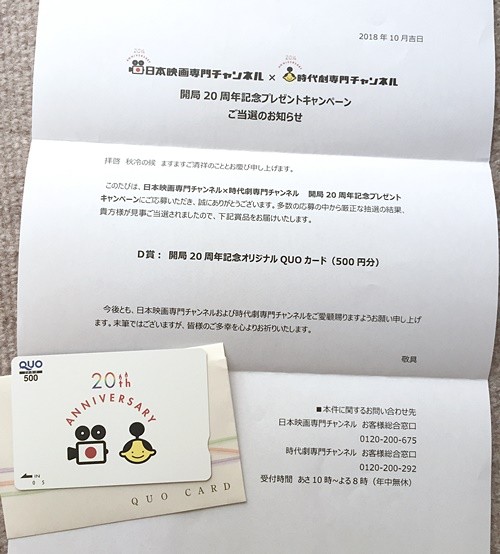 2018年10月吉日
20th ANNIVERSARY
20th ANNIVERSARY
日本映画専門チャンネル × 時代劇専門チャンネル
開局 20 周年記念プレゼントキャンペーン
ご当選のお知らせ
拝啓 秋冷の候 ますますご清祥のこととお慶び申し上げます。
このたびは、日本映画専門チャンネル×時代劇専門チャンネル 開局 20 周年記念プレゼント
キャンペーンにご応募いただき、誠にありがとうございます。多数の応募の中から厳正な抽選の結果、
貴方様が見事ご当選されましたので、下記賞品をお届けいたします。
D賞： 開局 20 周年記念オリジナル QUO カード（500 円分）
今後とも、日本映画専門チャンネルおよび時代劇専門チャンネルをご愛顧賜りますようお願い申し上げ
ます。末筆ではございますが、皆様のご多幸を心よりお祈りいたします。
敬具
■本件に関するお問い合わせ先
日本映画専門チャンネル お客様総合窓口
0120-200-675
時代劇専門チャンネル お客様総合窓口
0120-200-292
受付時間 あさ 10 時～よる 8 時（年中無休）
QUO
500
20th
ANNIVERSARY
0 5
QUO CARD